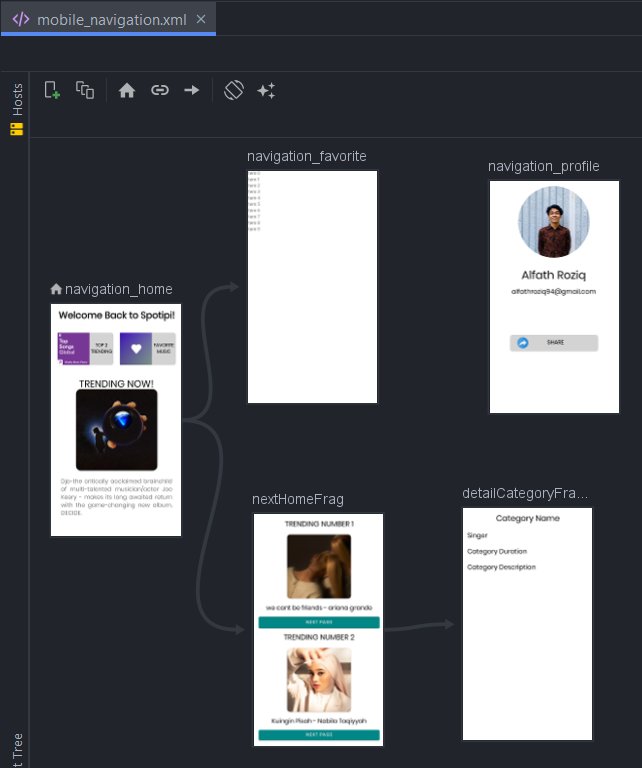 mobile_navigation.xml
Hosts
navigation_favorite
navigation_profile
Alfath Roziq
alfathroziq94@gmail.com
SHARE
navigation_home
Welcome Back to Spotipi!
Top
Songs
Global
TOP 2
TRENDING
FAVORITE
MUSIC
TRENDING NOW!
Djo-the critically acclaimed brainchild
of multi-talented musician/actor Joe
Keery - makes its long awaited return
with the game-changing new album,
DECIDE.
nextHomeFrag
TRENDING NUMBER 1
we cant be friends - ariana grande
NEXT PAGE
TRENDING NUMBER 2
Kuingin Pisah - Nabila Taqiyyah
NEXT PAGE
detailCategoryFra...
Category Name
Singer
Category Duration
Category Description
t Tree